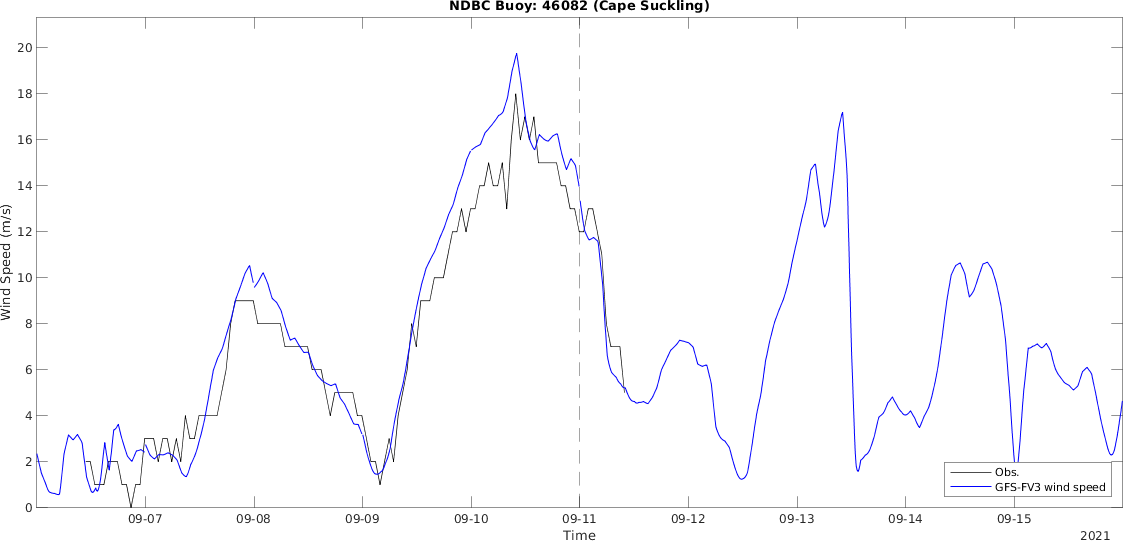 NDBC Buoy: 46082 (Cape Suckling)
Wind Speed (m/s)
20
18
16
14
12
10
8
6
4
2
0
09-07 09-08 09-09 09-10 09-11 09-12 09-13 09-14 09-15
Time
2021
Obs.
GFS-FV3 wind speed